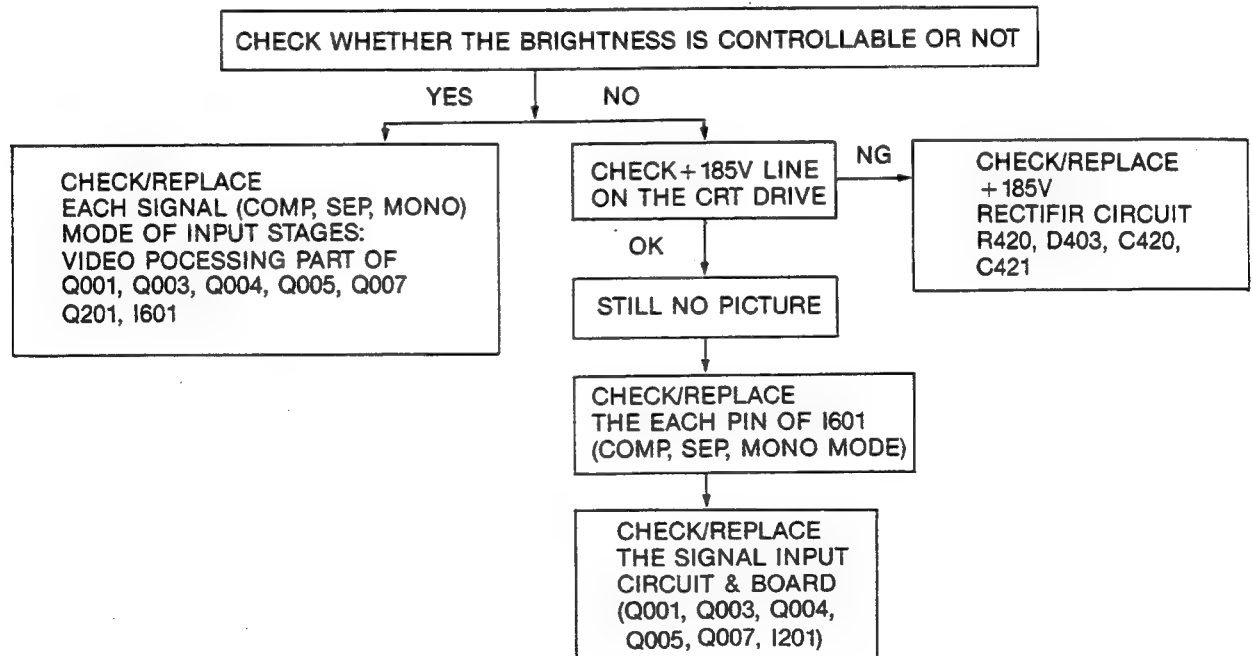 CHECK WHETHER THE BRIGHTNESS IS CONTROLLABLE OR NOT
YES
NO
CHECK/REPLACE
EACH SIGNAL (COMP, SEP, MONO)
MODE OF INPUT STAGES:
VIDEO POCESSING PART OF
Q001, Q003, Q004, Q005, Q007
Q201, I601
CHECK+185V LINE
ON THE CRT DRIVE
NG
CHECK/REPLACE
+185V
RECTIFIR CIRCUIT
R420, D403, C420,
C421
OK
STILL NO PICTURE
CHECK/REPLACE
THE EACH PIN OF I601
(COMP, SEP, MONO MODE)
CHECK/REPLACE
THE SIGNAL INPUT
CIRCUIT & BOARD
(Q001, Q003, Q004,
Q005, Q007, I201)